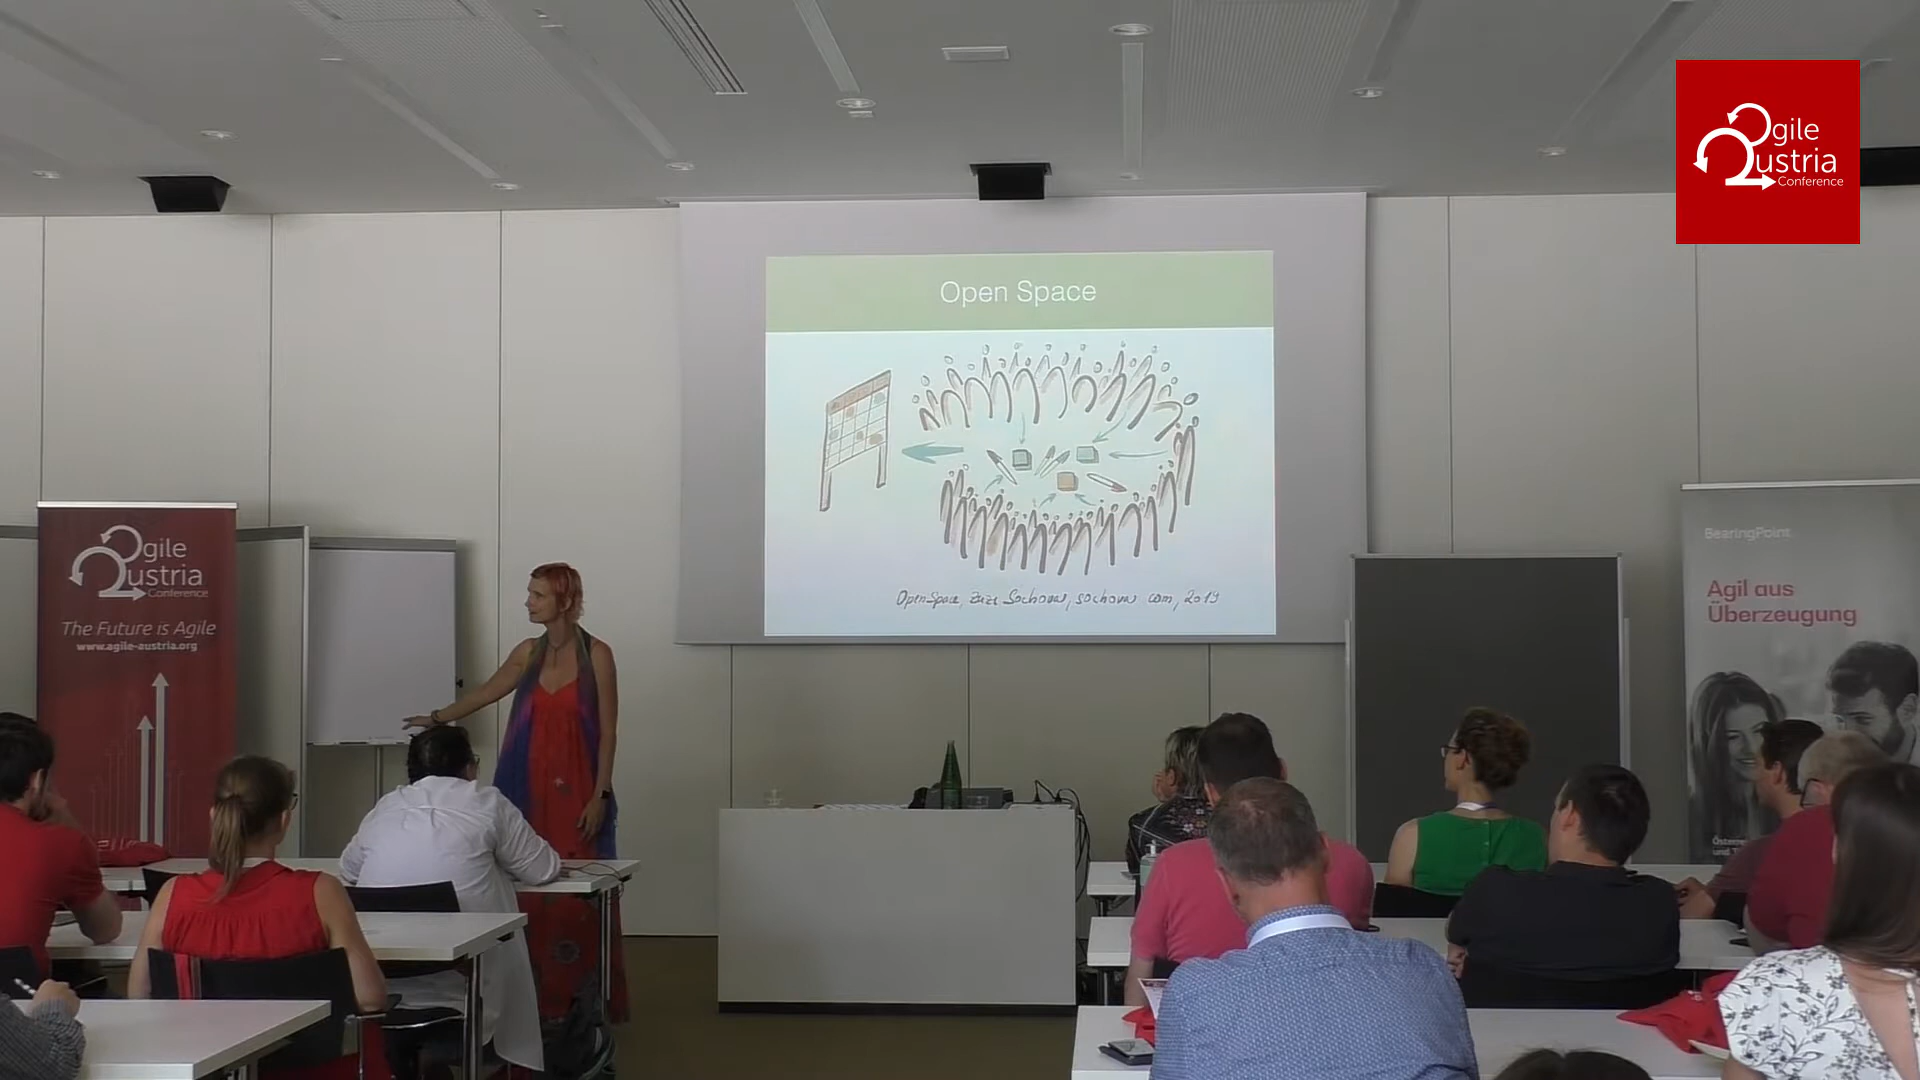 agile
austria
Conference
Open Space
OpenSpace, Zuzi Sochova, sochova.com, 2019
agile
austria
Conference
The Future is Agile
www.agile-austria.org
BearingPoint
Agil aus
Überzeugung
und